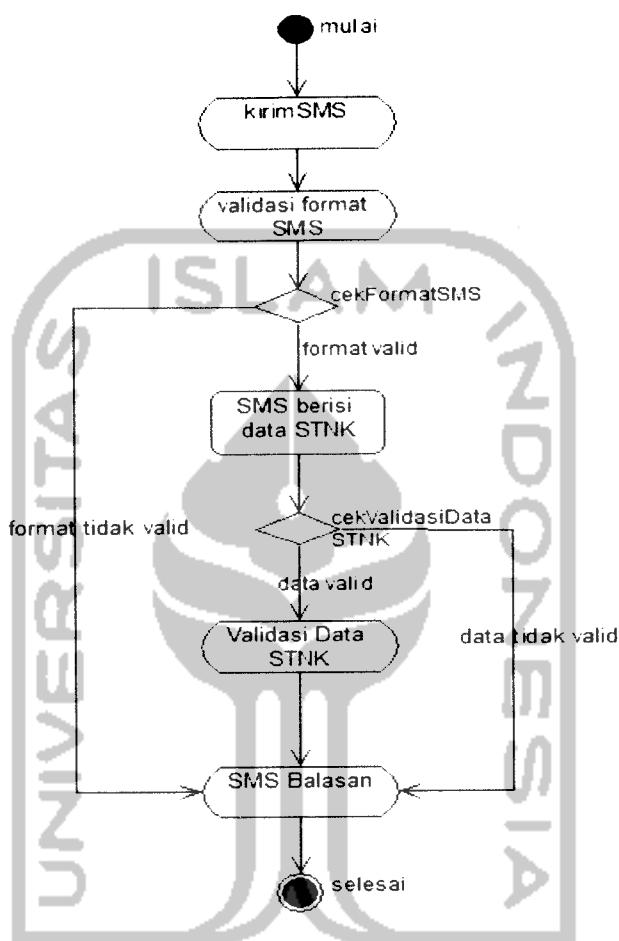 mulai
kirimSMS
validasi format
SMS
ISLAM
cekFormatSMS
format valid
SMS berisi
data STNK
UNIVERSITAS
INDONESIA
format tidak valid
cekValidasiData
STNK
data valid
Validasi Data
STNK
data tidak valid
SMS Balasan
selesai